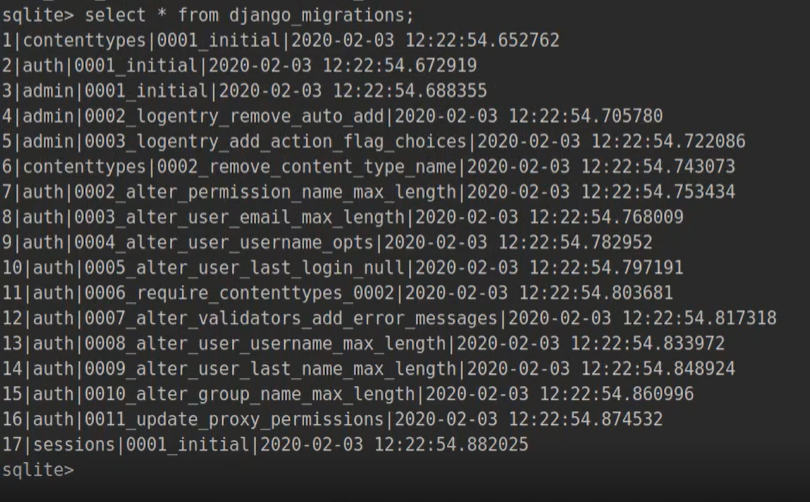 sqlite> select * from django_migrations;
1|contenttypes|0001_initial|2020-02-03 12:22:54.652762
2|auth|0001_initial|2020-02-03 12:22:54.672919
3|admin|0001_initial|2020-02-03 12:22:54.688355
4|admin|0002_logentry_remove_auto_add|2020-02-03 12:22:54.705780
5|admin|0003_logentry_add_action_flag_choices|2020-02-03 12:22:54.722086
6|contenttypes|0002_remove_content_type_name|2020-02-03 12:22:54.743073
7|auth|0002_alter_permission_name_max_length|2020-02-03 12:22:54.753434
8|auth|0003_alter_user_email_max_length|2020-02-03 12:22:54.768009
9|auth|0004_alter_user_username_opts|2020-02-03 12:22:54.782952
10|auth|0005_alter_user_last_login_null|2020-02-03 12:22:54.797191
11|auth|0006_require_contenttypes_0002|2020-02-03 12:22:54.803681
12|auth|0007_alter_validators_add_error_messages|2020-02-03 12:22:54.817318
13|auth|0008_alter_user_username_max_length|2020-02-03 12:22:54.833972
14|auth|0009_alter_user_last_name_max_length|2020-02-03 12:22:54.848924
15|auth|0010_alter_group_name_max_length|2020-02-03 12:22:54.860996
16|auth|0011_update_proxy_permissions|2020-02-03 12:22:54.874532
17|sessions|0001_initial|2020-02-03 12:22:54.882025
sqlite>